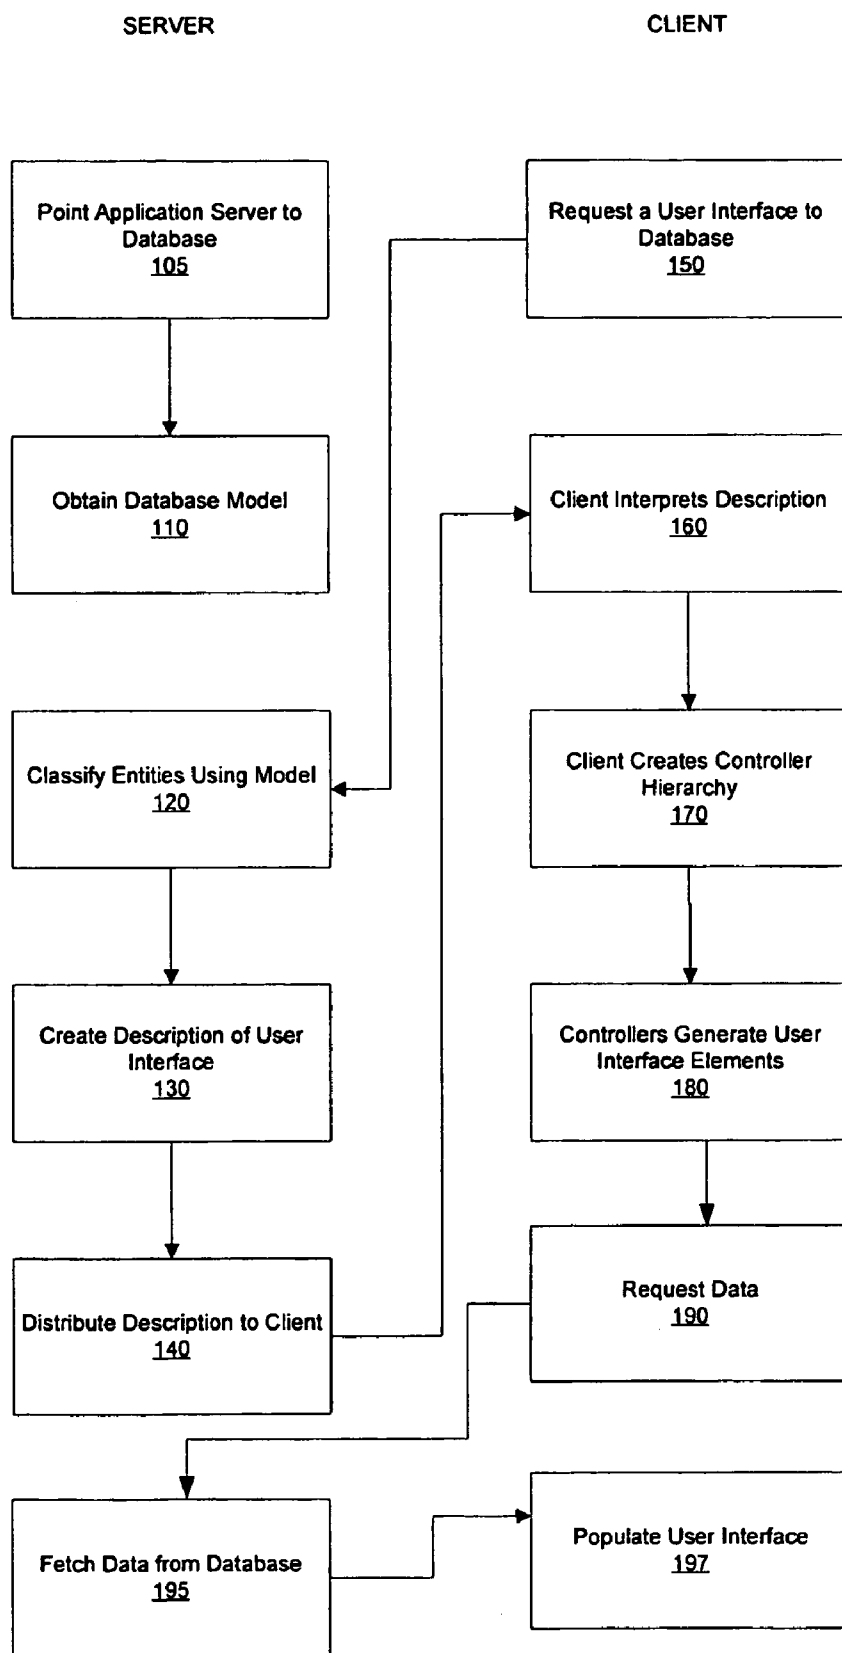 SERVER
CLIENT
Point Application Server to
Database
105
Request a User Interface to
Database
150
Obtain Database Model
110
Client Interprets Description
160
Classify Entities Using Model
120
Client Creates Controller
Hierarchy
170
Create Description of User
Interface
130
Controllers Generate User
Interface Elements
180
Distribute Description to Client
140
Request Data
190
Fetch Data from Database
195
Populate User Interface
197